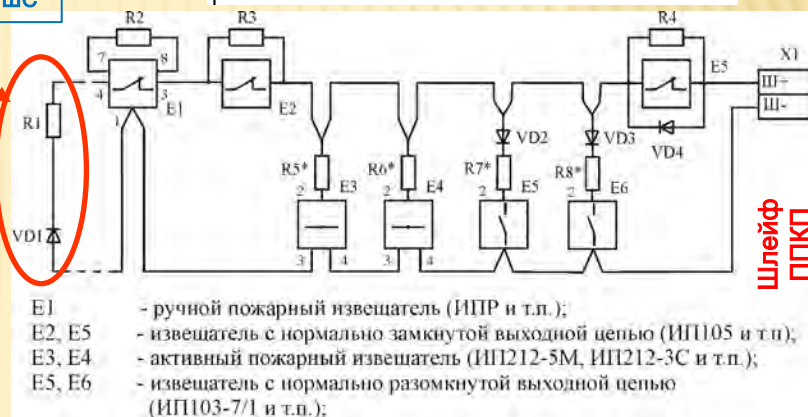 ШС
R2
R3
R4
X1
7
8
E5
Ш+
4
3
E1
E2
Ш-
R1
1
VD2
VD3
VD4
R5*
R6*
R7*
R8*
2
E3
2
E4
2
E5
2
E6
VD1
3
4
3
4
Шлейф
ППКП
E1 - ручной пожарный извещатель (ИПР и т.п.);
E2, E5 - извещатель с нормально замкнутой выходной цепью (ИП105 и т.п);
E3, E4 - активный пожарный извещатель (ИП212-5М, ИП212-3С и т.п.);
E5, E6 - извещатель с нормально разомкнутой выходной цепью
(ИП103-7/1 и т.п.);